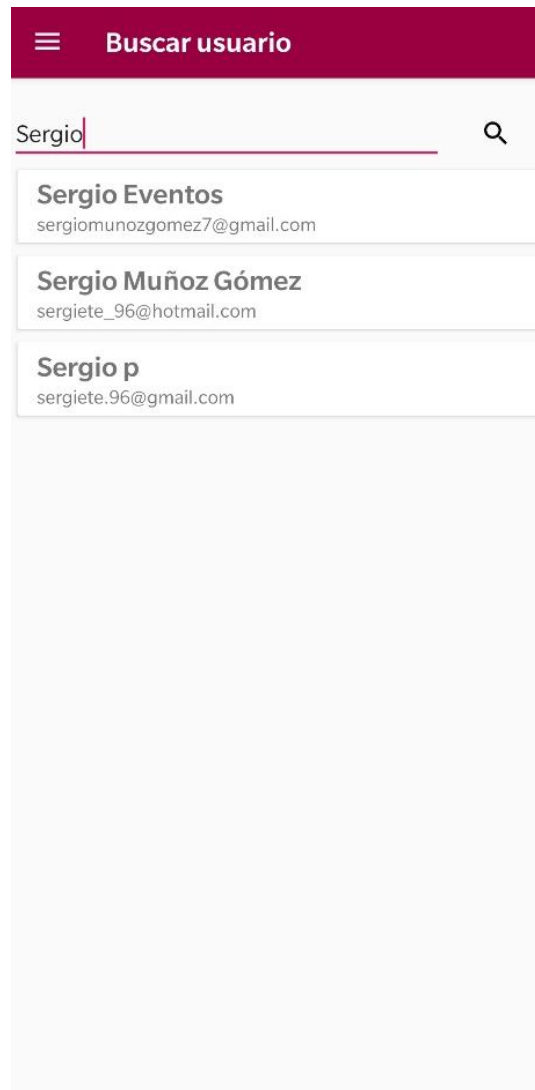 Buscar usuario
Sergio
Sergio Eventos
sergiomunozgomez7@gmail.com
Sergio Muñoz Gómez
sergiete_96@hotmail.com
Sergio p
sergiete.96@gmail.com